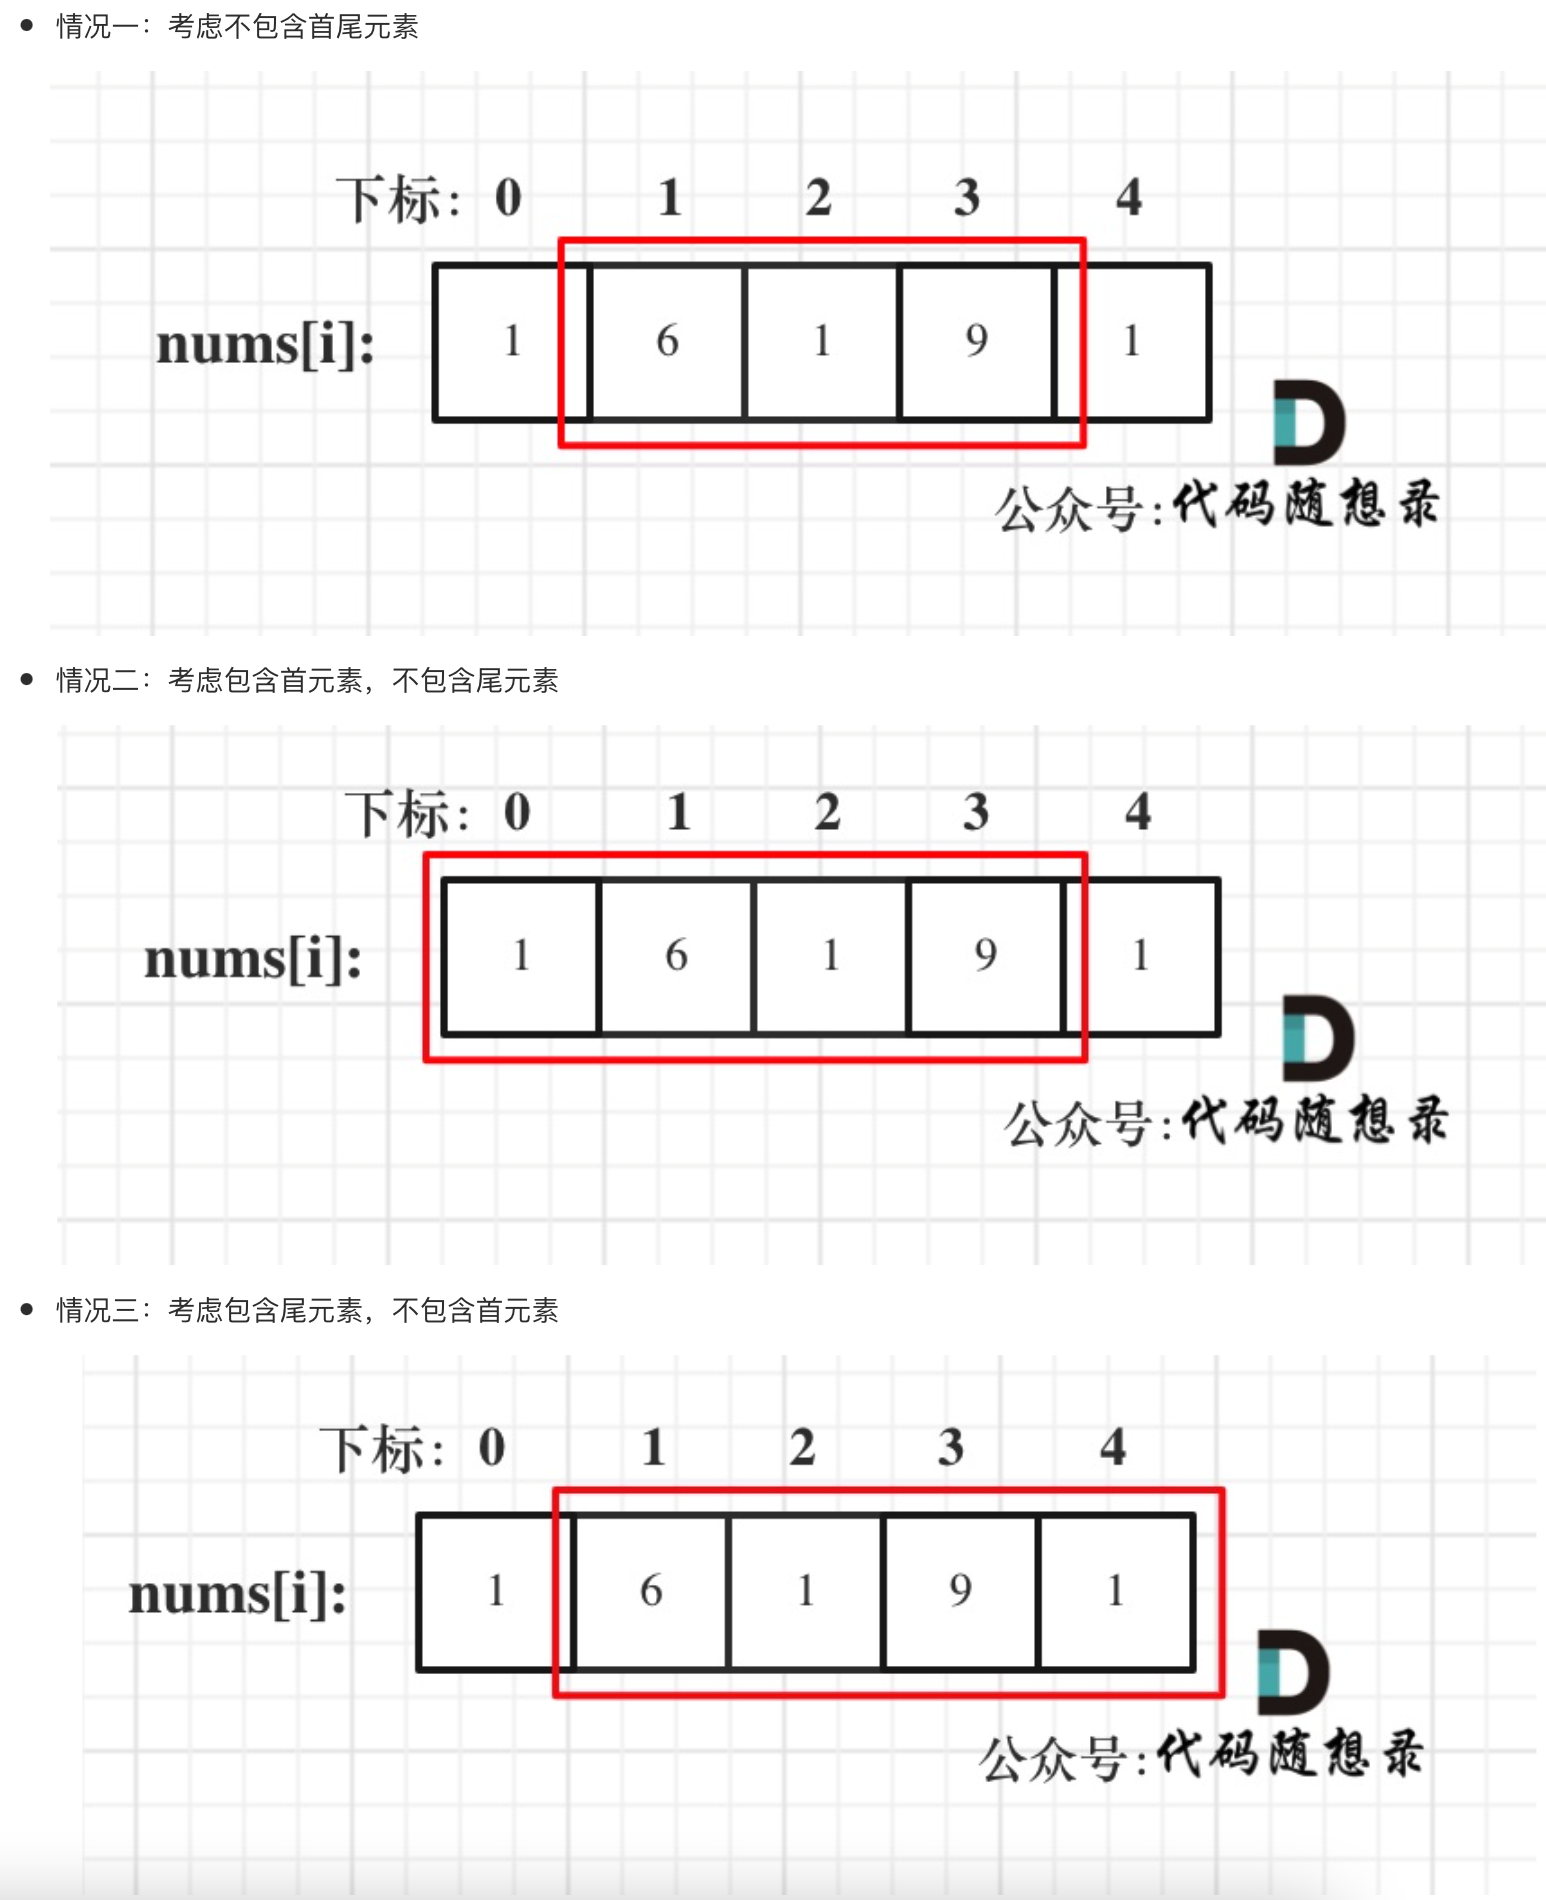 情况一：考虑不包含首尾元素
下标: 0 1 2 3 4
nums[i]: 1 6 1 9 1
公众号:代码随想录
情况二：考虑包含首元素，不包含尾元素
下标: 0 1 2 3 4
nums[i]: 1 6 1 9 1
公众号:代码随想录
情况三：考虑包含尾元素，不包含首元素
下标: 0 1 2 3 4
nums[i]: 1 6 1 9 1
公众号:代码随想录